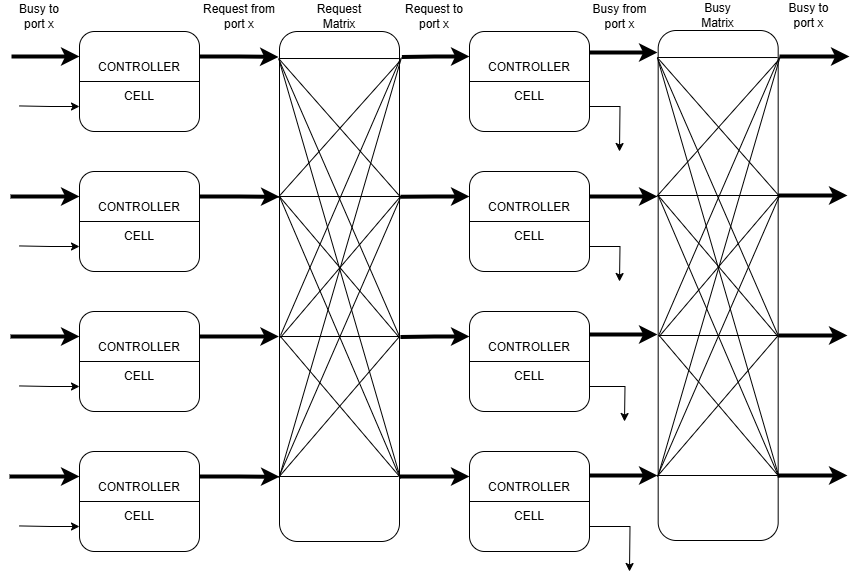 Busy to
port x
Request from
port x
Request
Matrix
Request to
port x
Busy from
port x
Busy
Matrix
Busy to
port x
CONTROLLER
CELL
CONTROLLER
CELL
CONTROLLER
CELL
CONTROLLER
CELL
CONTROLLER
CELL
CONTROLLER
CELL
CONTROLLER
CELL
CONTROLLER
CELL